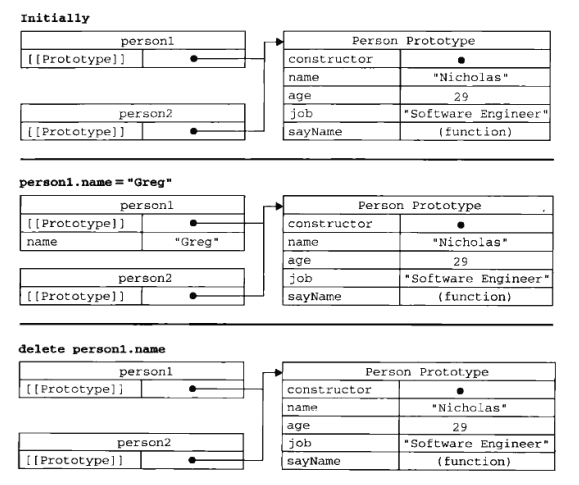 Initially
person1
[[Prototype]]
person2
[[Prototype]]
Person Prototype
constructor
name "Nicholas"
age 29
job "Software Engineer"
sayName (function)
person1.name = "Greg"
person1
[[Prototype]]
name "Greg"
person2
[[Prototype]]
Person Prototype
constructor
name "Nicholas"
age 29
job "Software Engineer"
sayName (function)
delete person1.name
person1
[[Prototype]]
person2
[[Prototype]]
Person Prototype
constructor
name "Nicholas"
age 29
job "Software Engineer"
sayName (function)